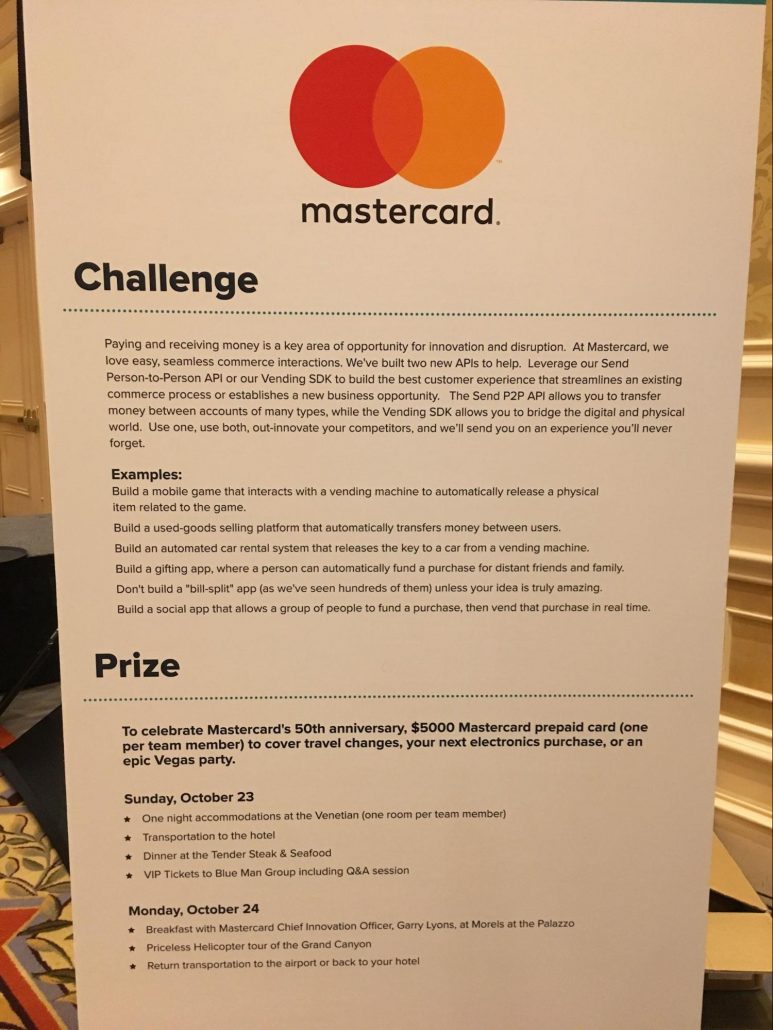 mastercard.
Challenge
Paying and receiving money is a key area of opportunity for innovation and disruption.  At Mastercard, we
love easy, seamless commerce interactions. We've built two new APIs to help.  Leverage our Send
Person-to-Person API or our Vending SDK to build the best customer experience that streamlines an existing
commerce process or establishes a new business opportunity.   The Send P2P API allows you to transfer
money between accounts of many types, while the Vending SDK allows you to bridge the digital and physical
world.  Use one, use both, out-innovate your competitors, and we'll send you on an experience you'll never
forget.
Examples:
Build a mobile game that interacts with a vending machine to automatically release a physical
item related to the game.
Build a used-goods selling platform that automatically transfers money between users.
Build an automated car rental system that releases the key to a car from a vending machine.
Build a gifting app, where a person can automatically fund a purchase for distant friends and family.
Don't build a "bill-split" app (as we've seen hundreds of them) unless your idea is truly amazing.
Build a social app that allows a group of people to fund a purchase, then vend that purchase in real time.
Prize
To celebrate Mastercard's 50th anniversary, $5000 Mastercard prepaid card (one
per team member) to cover travel changes, your next electronics purchase, or an
epic Vegas party.
Sunday, October 23
★ One night accommodations at the Venetian (one room per team member)
★ Transportation to the hotel
★ Dinner at the Tender Steak & Seafood
★ VIP Tickets to Blue Man Group including Q&A session
Monday, October 24
★ Breakfast with Mastercard Chief Innovation Officer, Garry Lyons, at Morels at the Palazzo
★ Priceless Helicopter tour of the Grand Canyon
★ Return transportation to the airport or back to your hotel